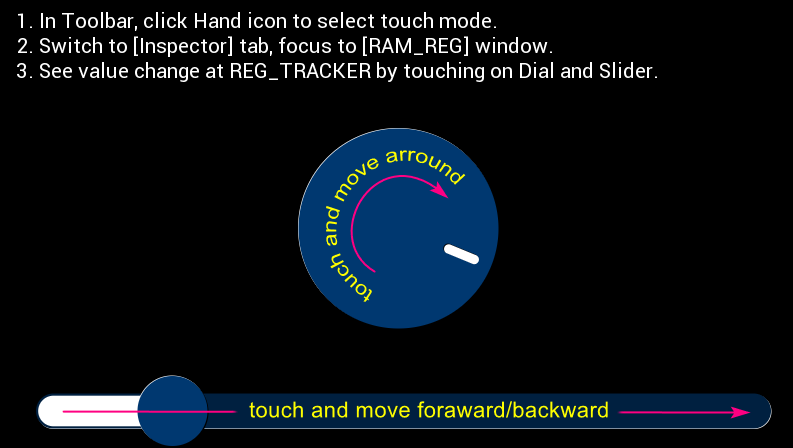 1. In Toolbar, click Hand icon to select touch mode.
2. Switch to [Inspector] tab, focus to [RAM_REG] window.
3. See value change at REG_TRACKER by touching on Dial and Slider.
touch and move arround
touch and move foraward/backward